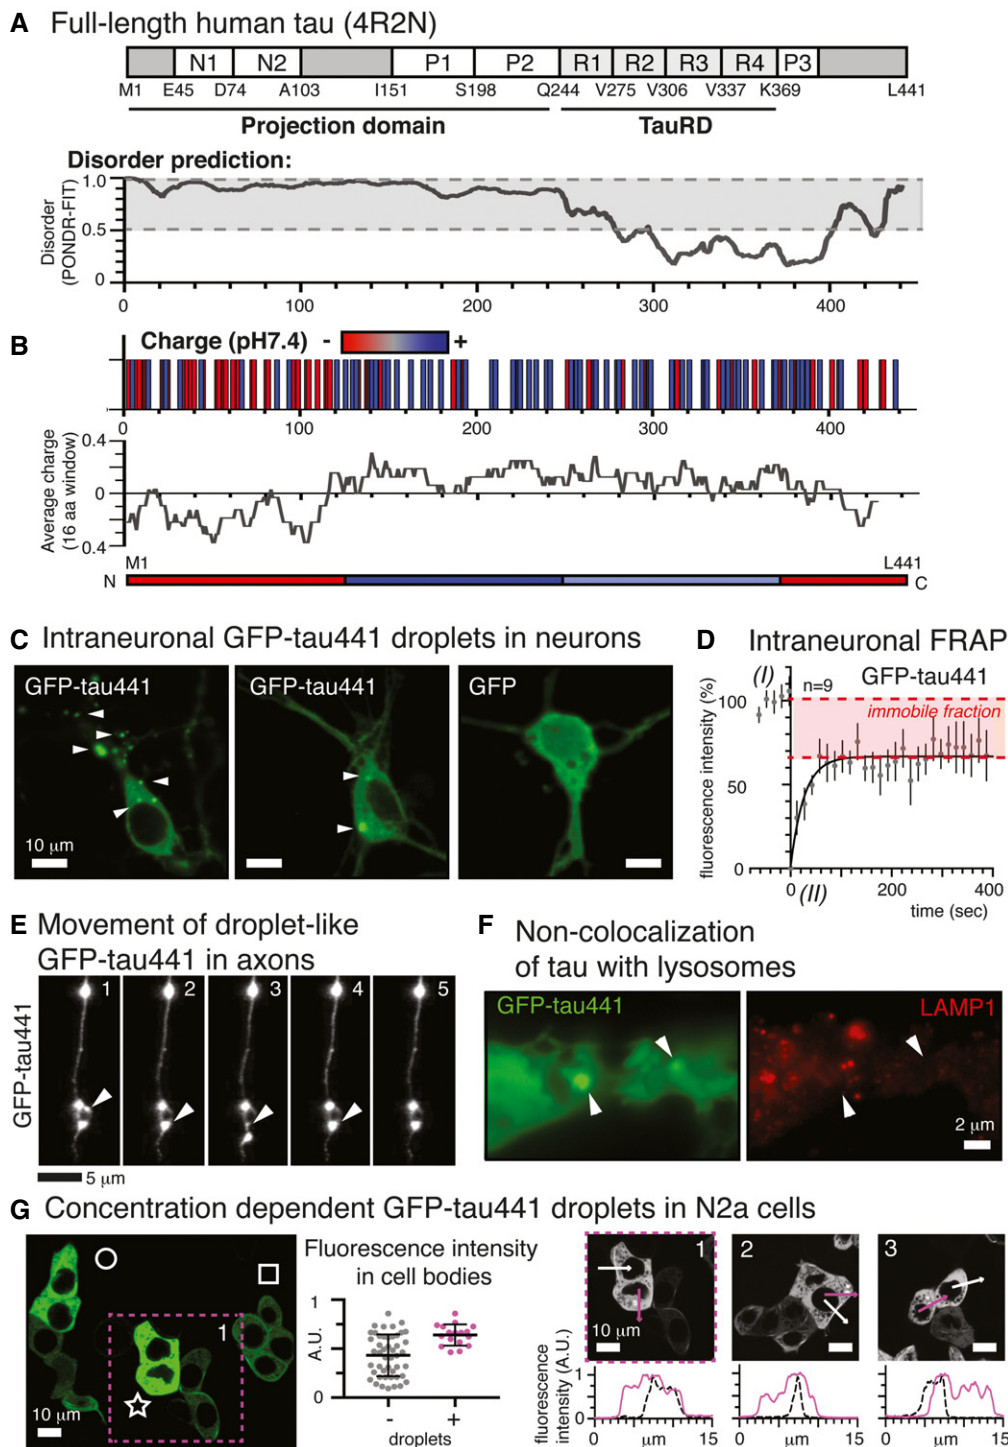 A Full-length human tau (4R2N)
N1 N2 P1 P2 R1 R2 R3 R4 P3
M1 E45 D74 A103 I151 S198 Q244 V275 V306 V337 K369 L441
Projection domain TauRD
Disorder prediction:
Disorder
(PONDR-FIT)
1.0
0.5
0
0 100 200 300 400
B Charge (pH7.4) - +
0 100 200 300 400
Average charge
(16 aa window)
0.4
0
0.4
M1 L441
N C
C Intraneuronal GFP-tau441 droplets in neurons
GFP-tau441 GFP-tau441 GFP
10 μm
D Intraneuronal FRAP
GFP-tau441
(I) n=9
immobile fraction
fluorescence intensity (%)
100
50
0
0 200 400
(II)
time (sec)
E Movement of droplet-like
GFP-tau441 in axons
GFP-tau441
1 2 3 4 5
5 μm
F Non-colocalization
of tau with lysosomes
GFP-tau441 LAMP1
2 μm
G Concentration dependent GFP-tau441 droplets in N2a cells
1
10 μm
Fluorescence intensity
in cell bodies
A.U.
1
0
- +
droplets
1 2 3
10 μm
fluorescence
intensity (A.U.)
1
0
0 μm μm μm 15
0 15